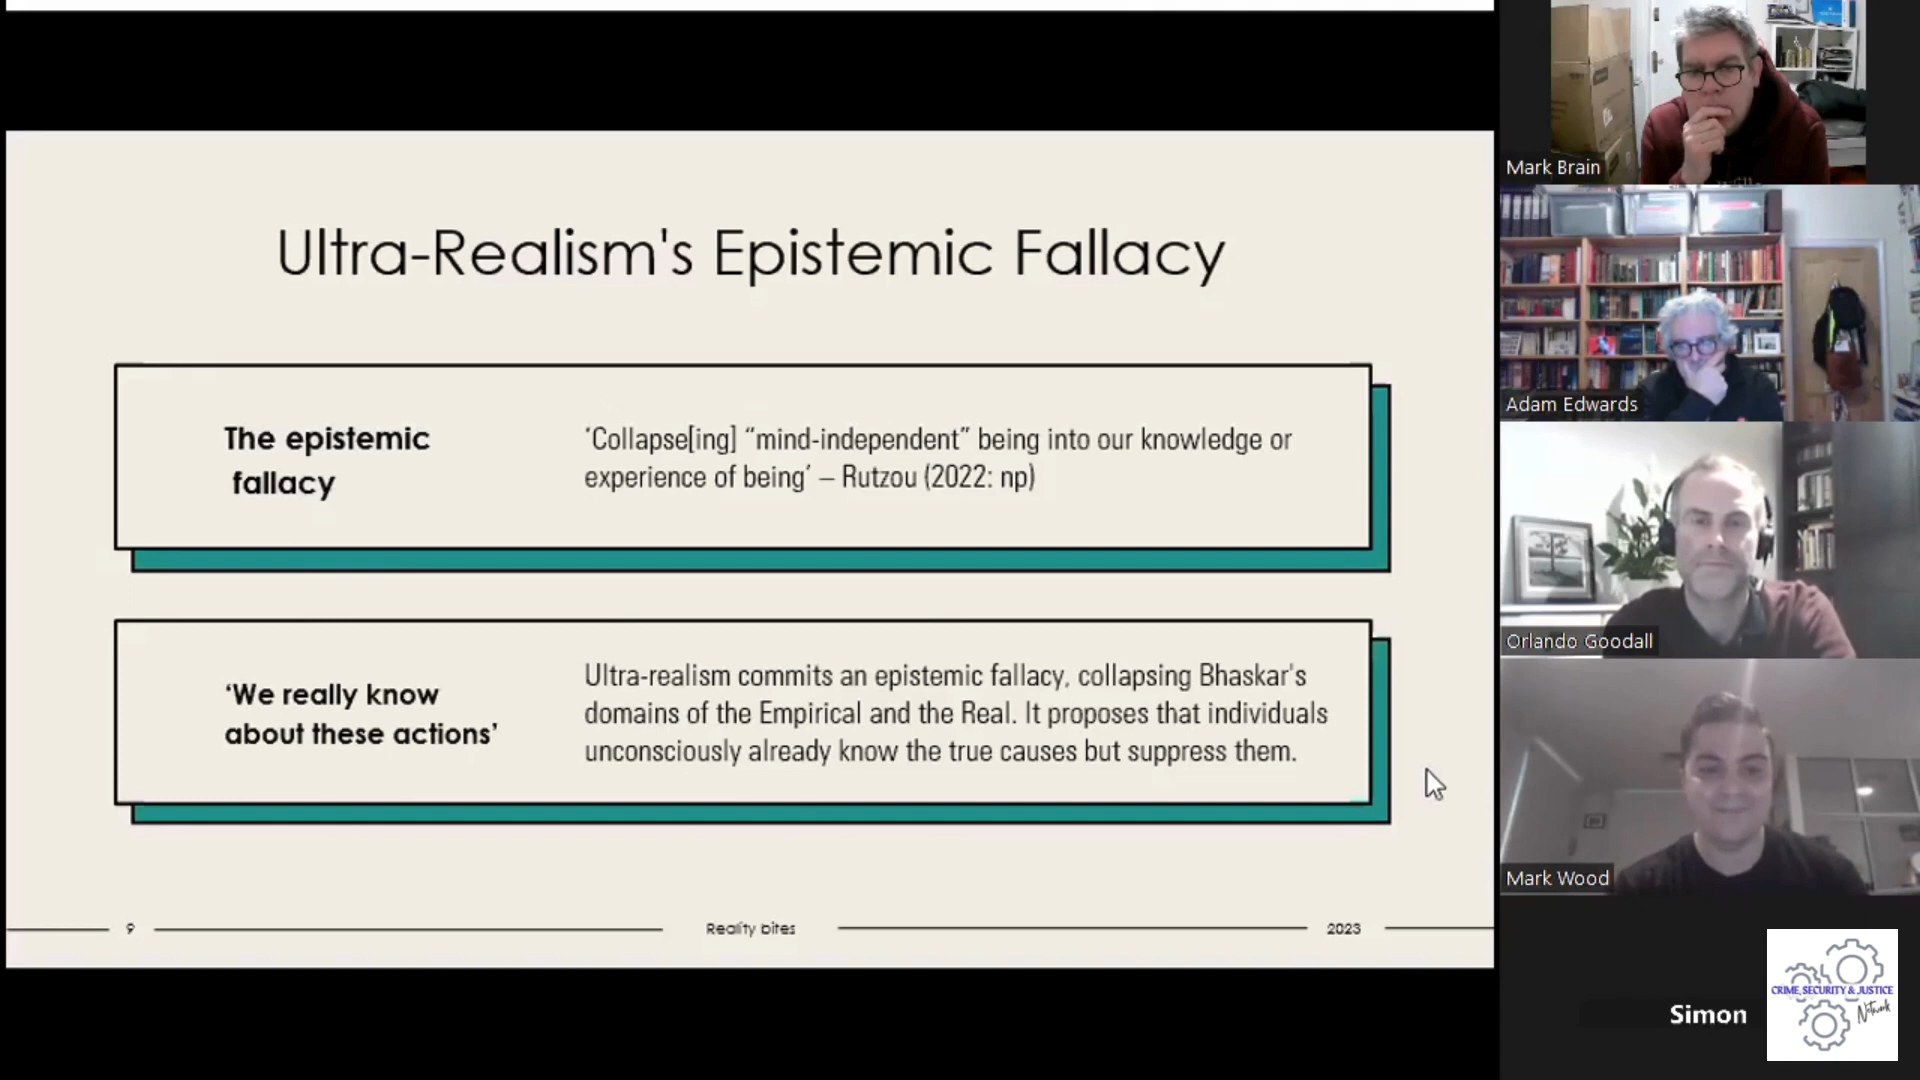 Ultra-Realism's Epistemic Fallacy
The epistemic
fallacy
‘Collapse[ing] “mind-independent” being into our knowledge or
experience of being’ – Rutzou (2022: np)
‘We really know
about these actions’
Ultra-realism commits an epistemic fallacy, collapsing Bhaskar's
domains of the Empirical and the Real. It proposes that individuals
unconsciously already know the true causes but suppress them.
9
Reality bites
2023
Mark Brain
Adam Edwards
Orlando Goodall
Mark Wood
Simon
CRIME, SECURITY & JUSTICE
Network